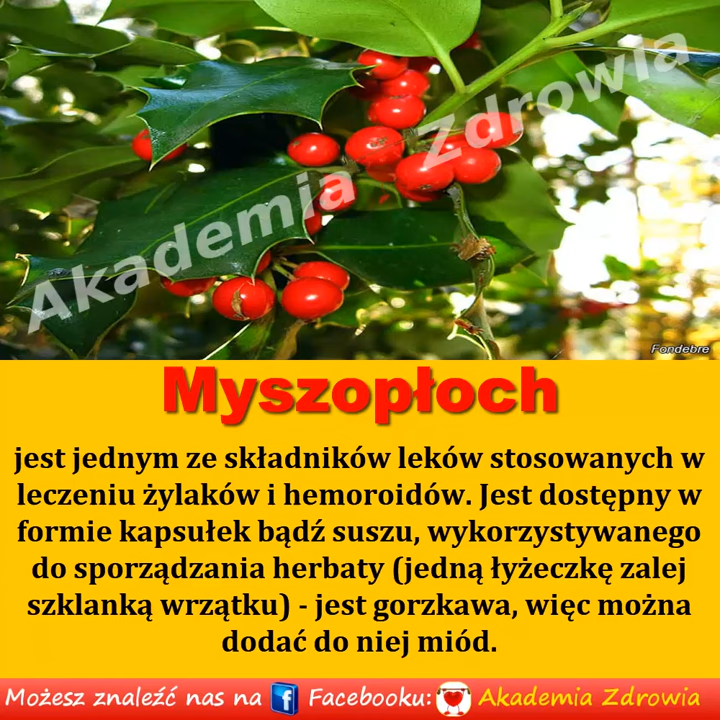 Akademia Zdrowia
Fondebre
Myszopłoch
jest jednym ze składników leków stosowanych w
leczeniu żylaków i hemoroidów. Jest dostępny w
formie kapsułek bądź suszu, wykorzystywanego
do sporządzania herbaty (jedną łyżeczkę zalej
szklanką wrzątku) - jest gorzkawa, więc można
dodać do niej miód.
Możesz znaleźć nas na f Facebooku: Akademia Zdrowia